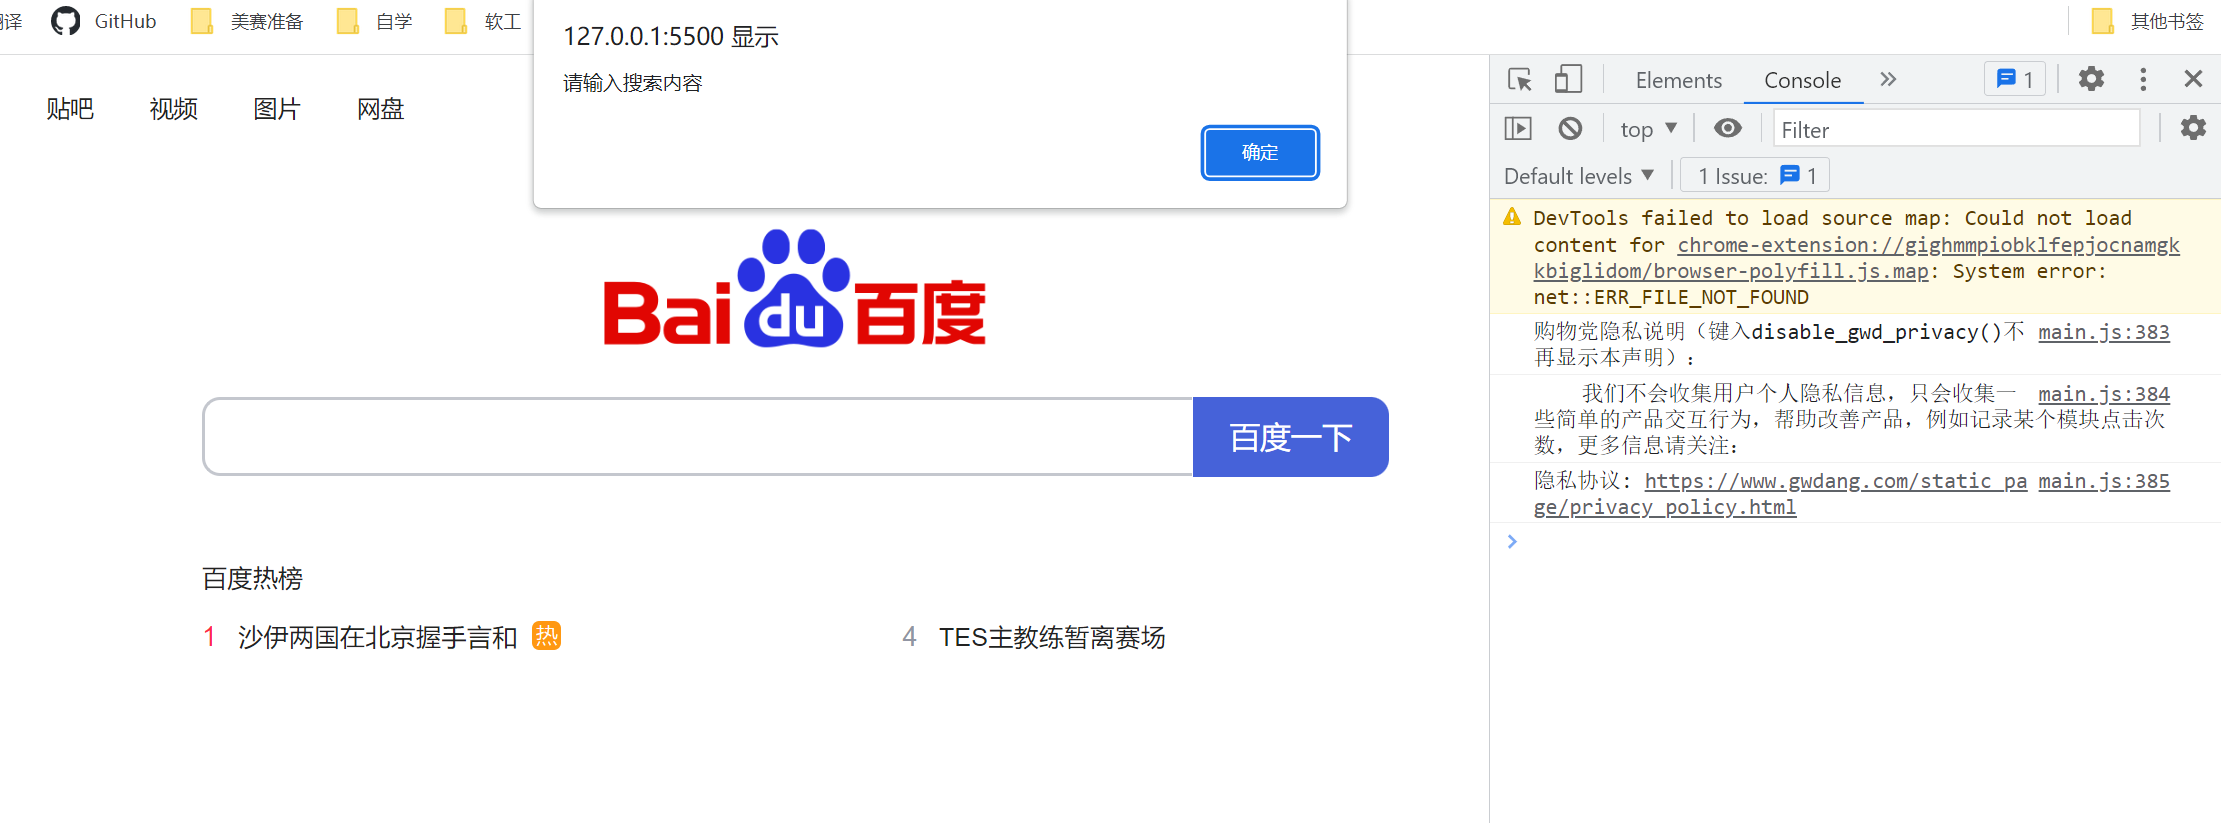 译 GitHub 美赛准备 自学 软工 其他书签
127.0.0.1:5500 显示
请输入搜索内容
确定
贴吧 视频 图片 网盘
Bai du 百度
百度一下
百度热榜
1 沙伊两国在北京握手言和 热
4 TES主教练暂离赛场
Elements Console 1
top Filter
Default levels 1 Issue: 1
DevTools failed to load source map: Could not load
content for chrome-extension://gighmmpiobklfepjocnamgk
kbiglidom/browser-polyfill.js.map: System error:
net::ERR_FILE_NOT_FOUND
购物党隐私说明（键入disable_gwd_privacy()不 main.js:383
再显示本声明）：
我们不会收集用户个人隐私信息，只会收集一 main.js:384
些简单的产品交互行为，帮助改善产品，例如记录某个模块点击次
数，更多信息请关注：
隐私协议: https://www.gwdang.com/static_pa main.js:385
ge/privacy_policy.html